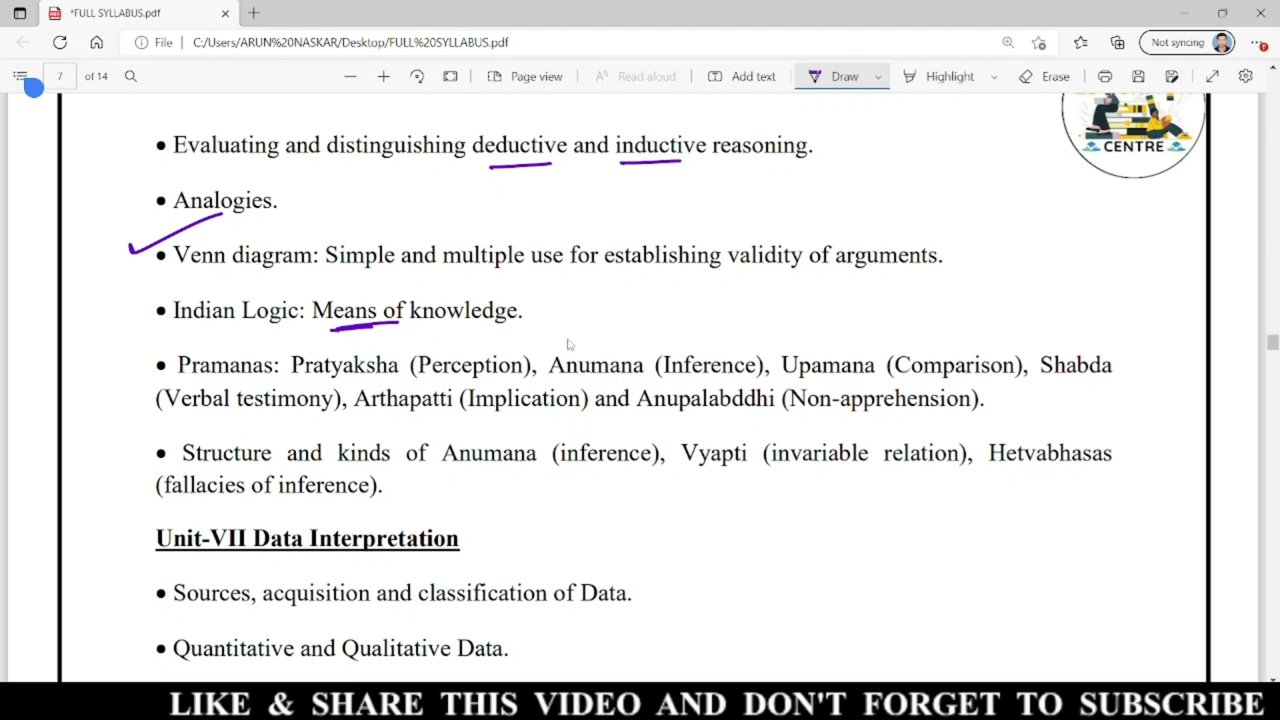 *FULL SYLLABUS.pdf
File
C:/Users/ARUN%20NASKAR/Desktop/FULL%20SYLLABUS.pdf
Not syncing
7 of 14
Page view
Read aloud
Add text
Draw
Highlight
Erase
CENTRE
• Evaluating and distinguishing deductive and inductive reasoning.
• Analogies.
• Venn diagram: Simple and multiple use for establishing validity of arguments.
• Indian Logic: Means of knowledge.
• Pramanas: Pratyaksha (Perception), Anumana (Inference), Upamana (Comparison), Shabda
(Verbal testimony), Arthapatti (Implication) and Anupalabddhi (Non-apprehension).
• Structure and kinds of Anumana (inference), Vyapti (invariable relation), Hetvabhasas
(fallacies of inference).
Unit-VII Data Interpretation
• Sources, acquisition and classification of Data.
• Quantitative and Qualitative Data.
LIKE & SHARE THIS VIDEO AND DON'T FORGET TO SUBSCRIBE